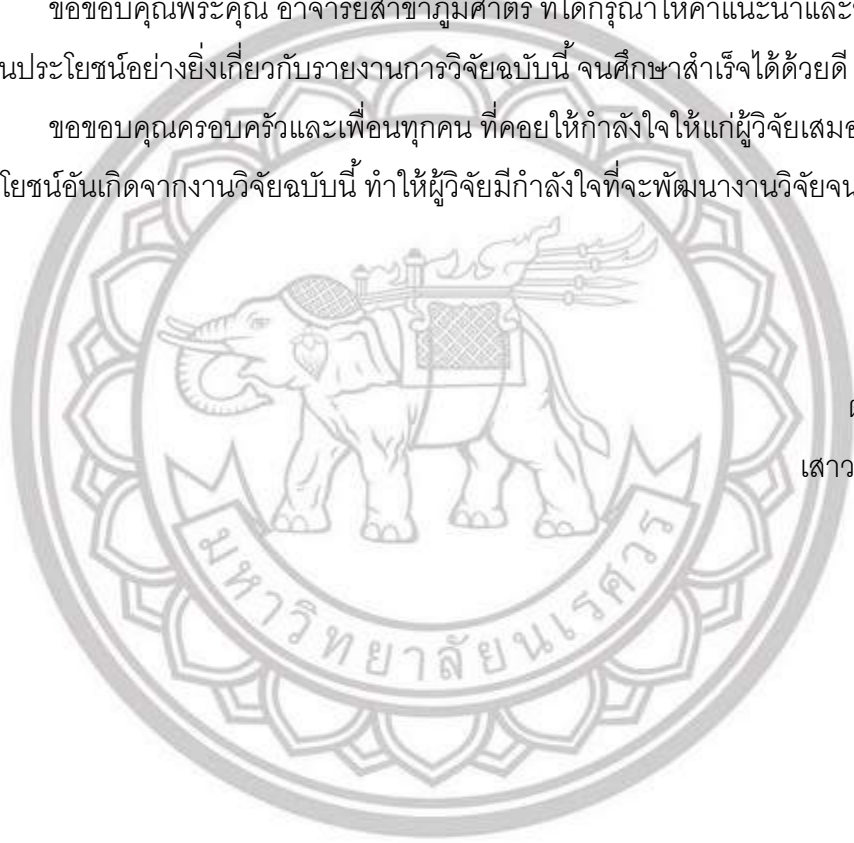 ขอขอบคุณพระคุณ อาจารย์สาขาภูมิศาตร์ ที่ได้กรุณาให้คำแนะนำและ
นประโยชน์อย่างยิ่งเกี่ยวกับรายงานการวิจัยฉบับนี้ จนศึกษาสำเร็จได้ด้วยดี
ขอขอบคุณครอบครัวและเพื่อนทุกคน ที่คอยให้กำลังใจให้แก่ผู้วิจัยเสมอ
โยชน์อันเกิดจากงานวิจัยฉบับนี้ ทำให้ผู้วิจัยมีกำลังใจที่จะพัฒนางานวิจัยจน
เสาว
มหาวิทยาลัยนเรศวร